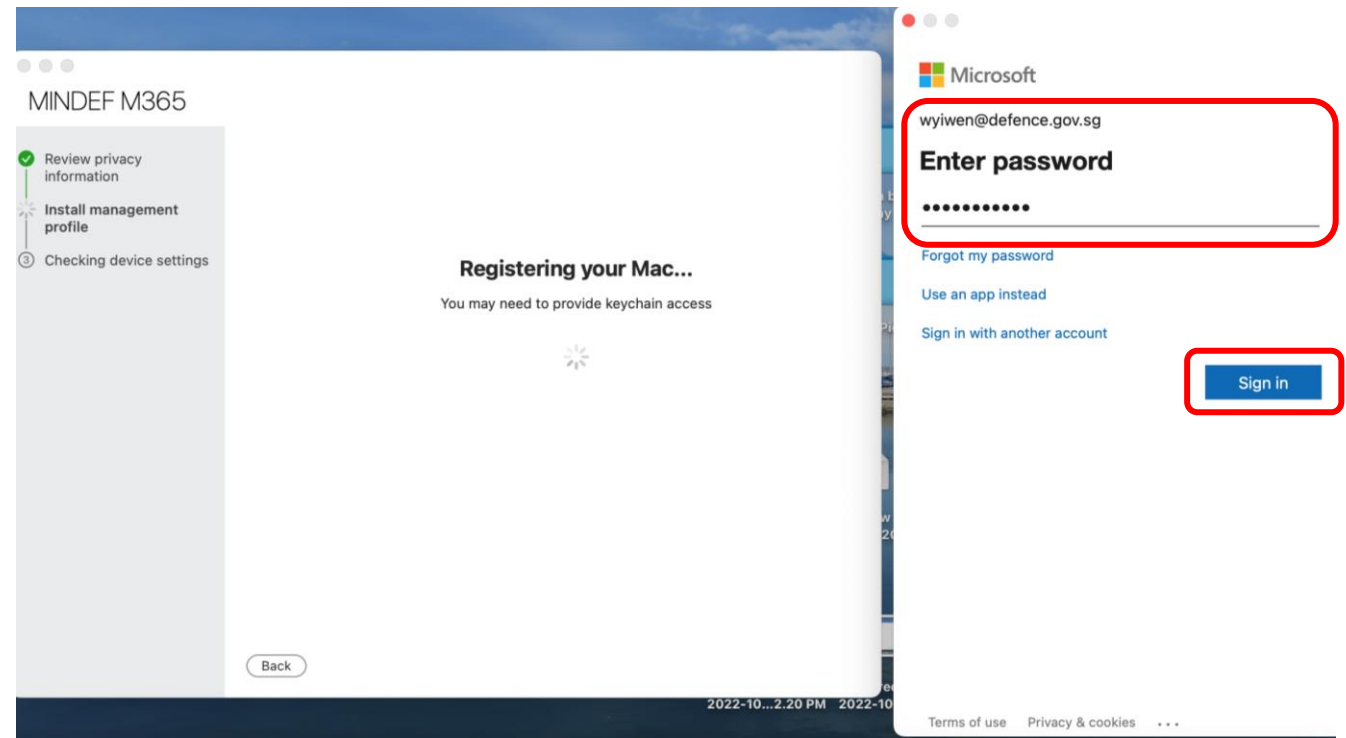 MINDEF M365
Review privacy
information
Install management
profile
3 Checking device settings
Registering your Mac...
You may need to provide keychain access
Back
2022-10...2.20 PM 2022-10
Microsoft
wyiwen@defence.gov.sg
Enter password
•••••••••••
Forgot my password
Use an app instead
Sign in with another account
Sign in
Terms of use Privacy & cookies ...